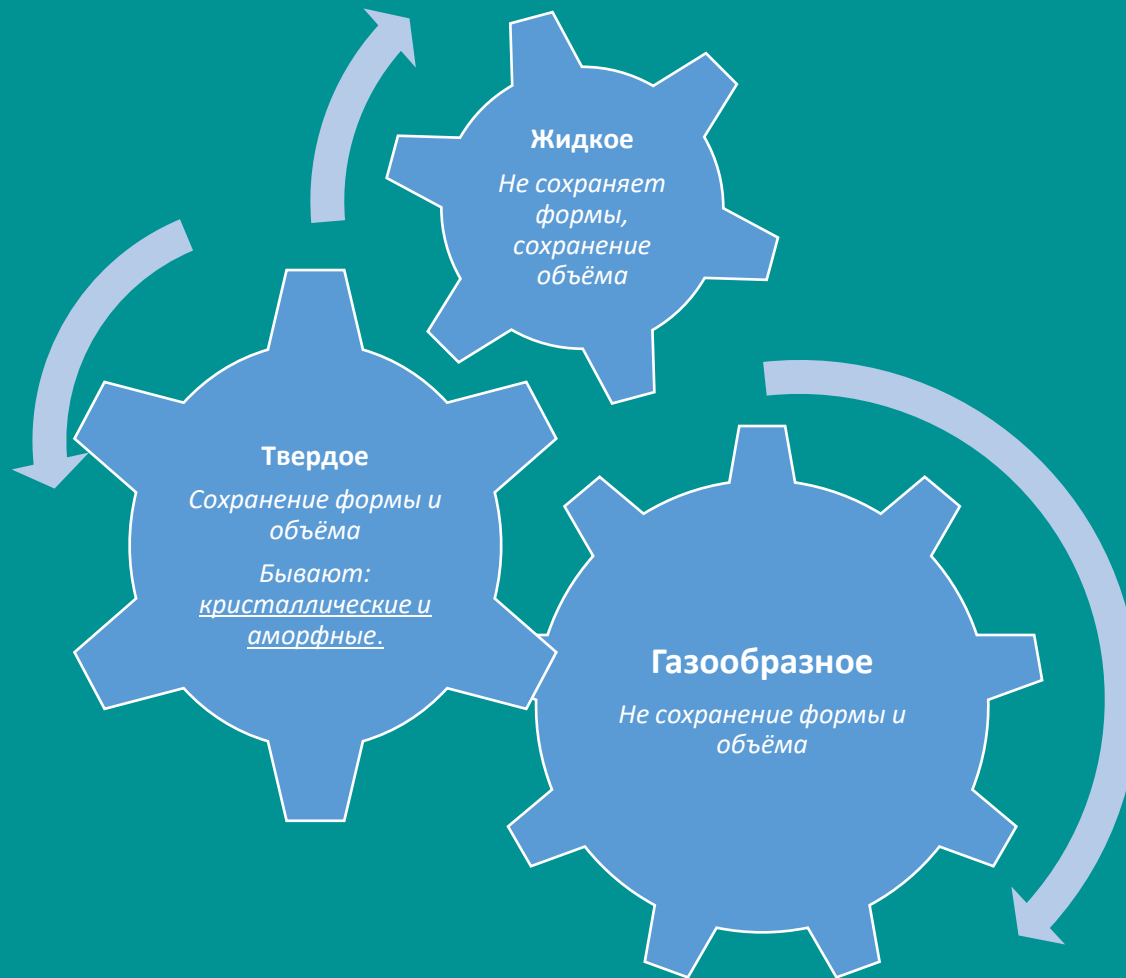 Жидкое
Не сохраняет
формы,
сохранение
объёма
Твердое
Сохранение формы и
объёма
Бывают:
кристаллические и
аморфные.
Газообразное
Не сохранение формы и
объёма